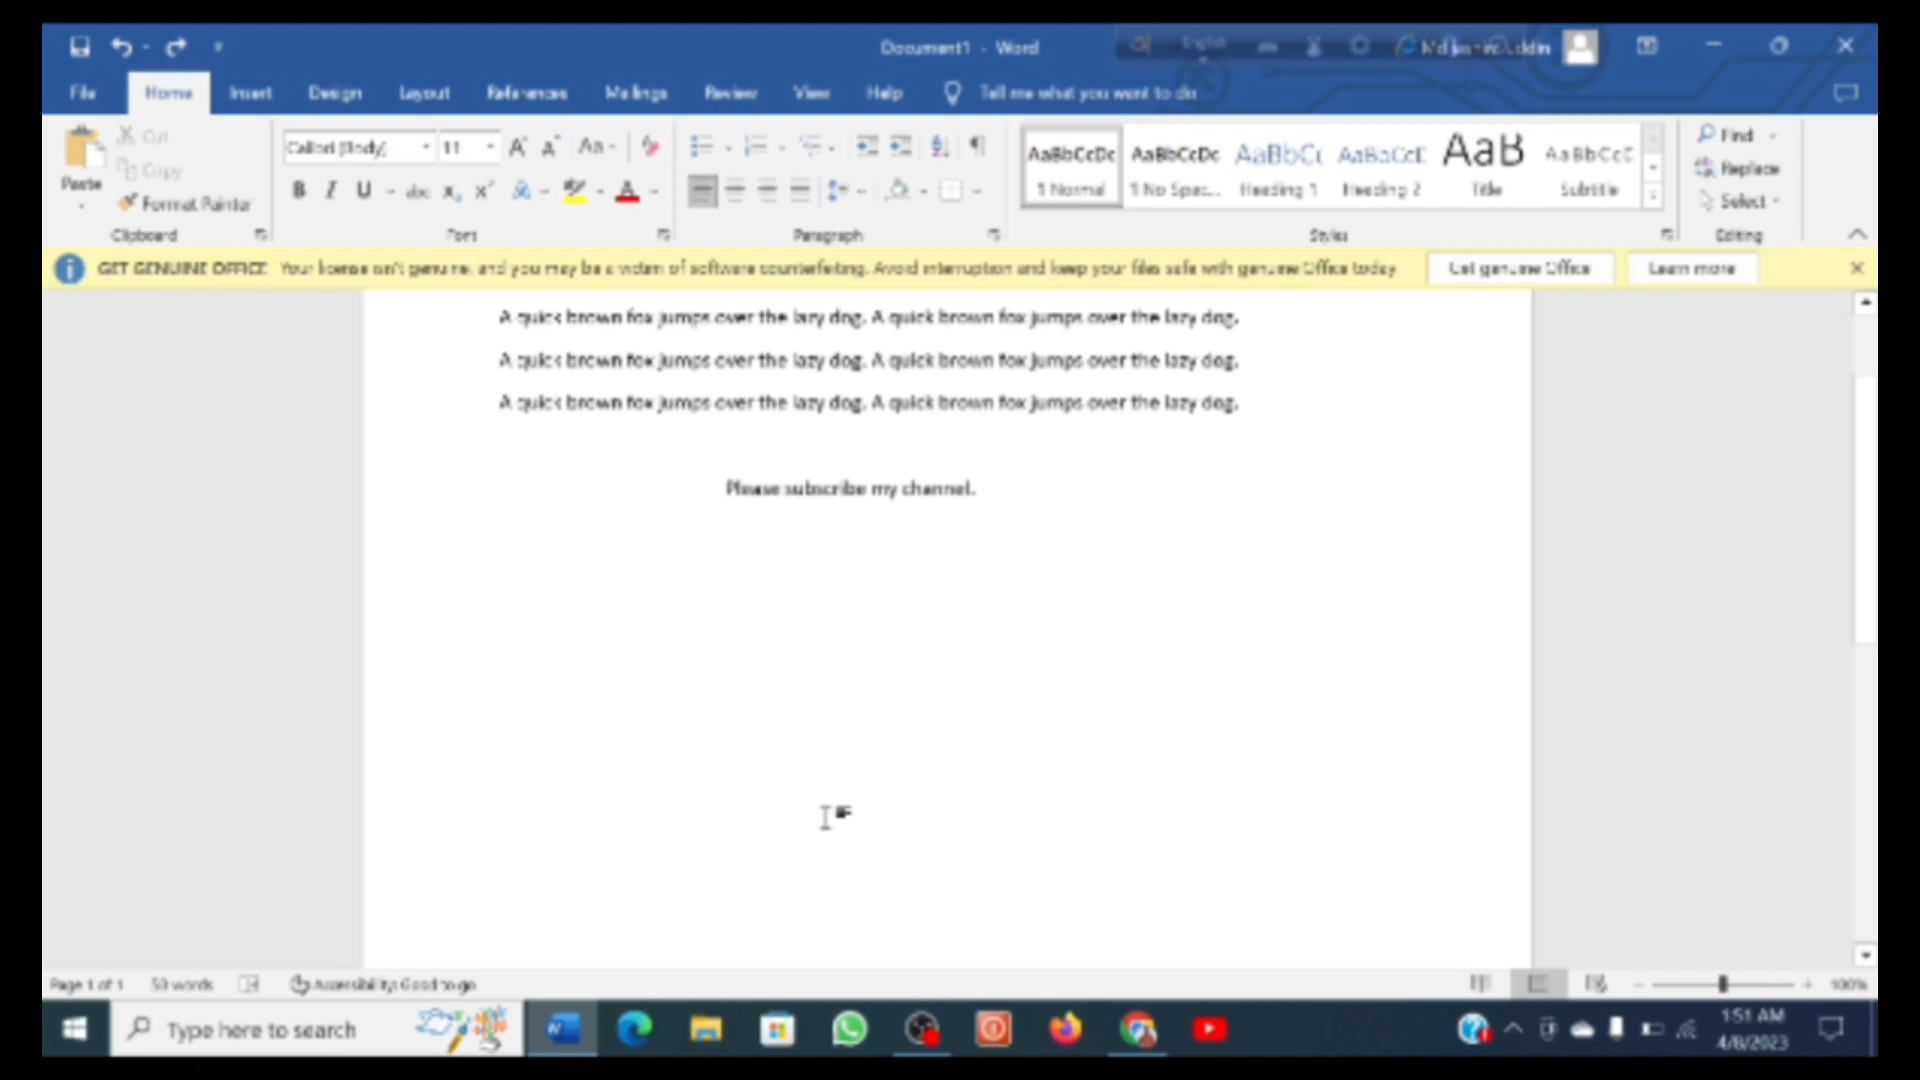 Document1 - Word
File Home Insert Design Layout References Mailings Review View Help Tell me what you want to do
Cut
Copy
Paste
Format Painter
Clipboard
Calibri (Body) 11
Aa
B I U abc
Font
Paragraph
AaBbCcDc AaBbCcDc AaBbC AaBbCcE AaB AaBbCcC
¶ Normal ¶ No Spac... Heading 1 Heading 2 Title Subtitle
Styles
Find
Replace
Select
Editing
GET GENUINE OFFICE Your license isn't genuine, and you may be a victim of software counterfeiting. Avoid interruption and keep your files safe with genuine Office today. Get genuine Office Learn more
A quick brown fox jumps over the lazy dog. A quick brown fox jumps over the lazy dog.
A quick brown fox jumps over the lazy dog. A quick brown fox jumps over the lazy dog.
A quick brown fox jumps over the lazy dog. A quick brown fox jumps over the lazy dog.
Please subscribe my channel.
Page 1 of 1 words Accessibility: Good to go 100%
Type here to search
1:51 AM
4/8/2023